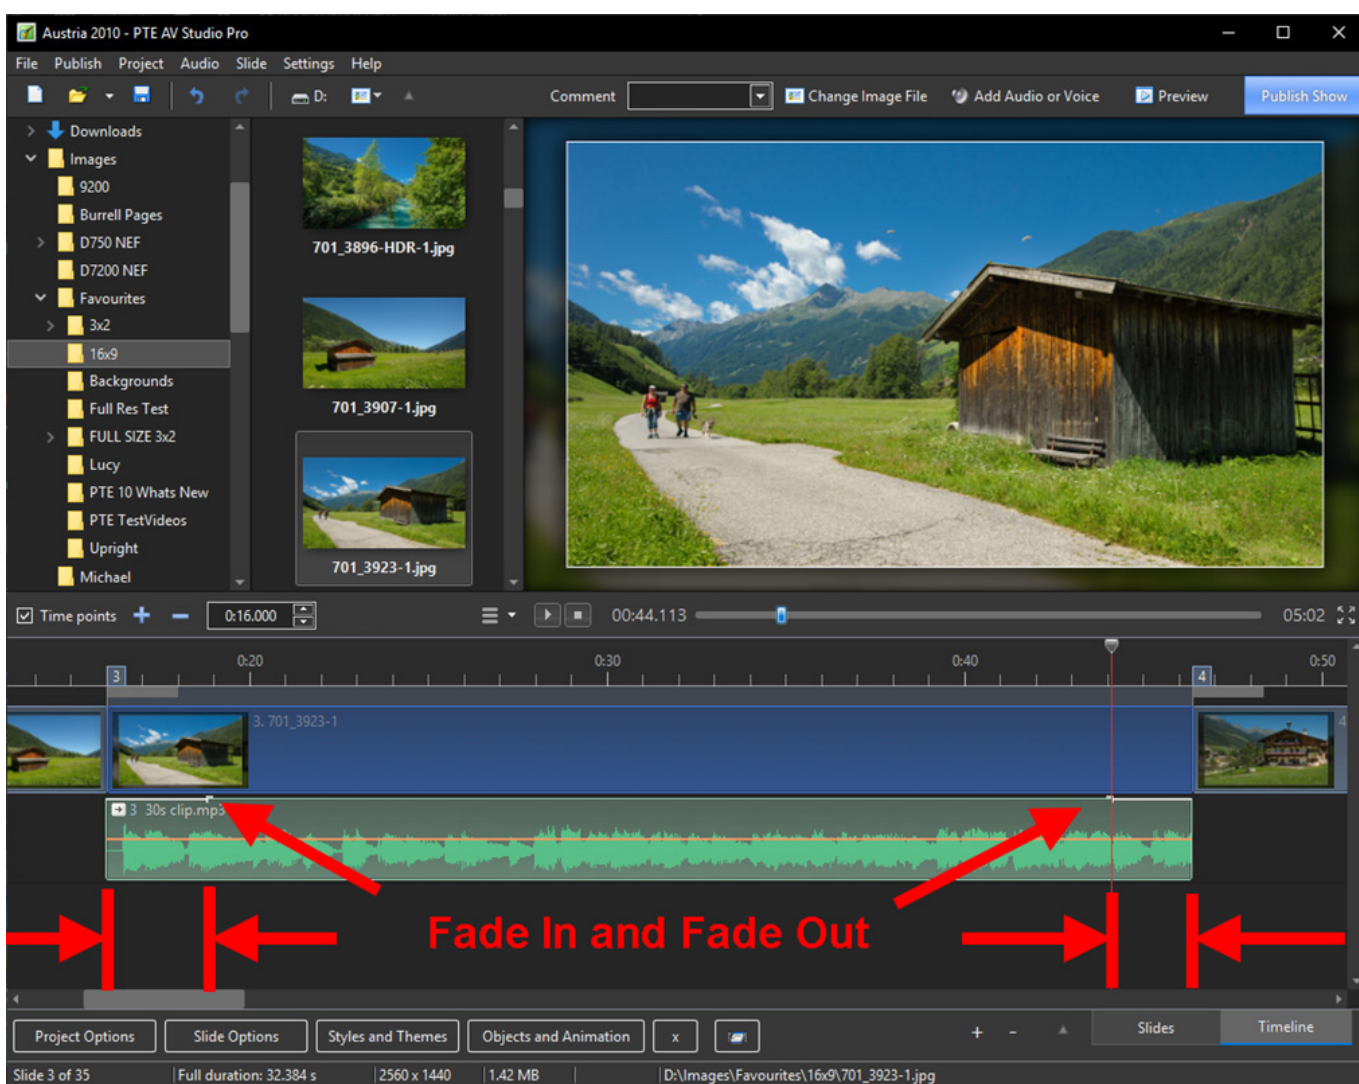 Austria 2010 - PTE AV Studio Pro
File Publish Project Audio Slide Settings Help
D: Comment Change Image File Add Audio or Voice Preview Publish Show
Downloads
Images
9200
Burrell Pages
D750 NEF
D7200 NEF
Favourites
3x2
16x9
Backgrounds
Full Res Test
FULL SIZE 3x2
Lucy
PTE 10 Whats New
PTE TestVideos
Upright
Michael
701_3896-HDR-1.jpg
701_3907-1.jpg
701_3923-1.jpg
Time points 0:16.000 00:44.113 05:02
0:20 0:30 0:40 0:50
3 4
3. 701_3923-1 4
3 30s clip.mp3
Fade In and Fade Out
Project Options Slide Options Styles and Themes Objects and Animation x + - Slides Timeline
Slide 3 of 35 Full duration: 32.384 s 2560 x 1440 1.42 MB D:\Images\Favourites\16x9\701_3923-1.jpg